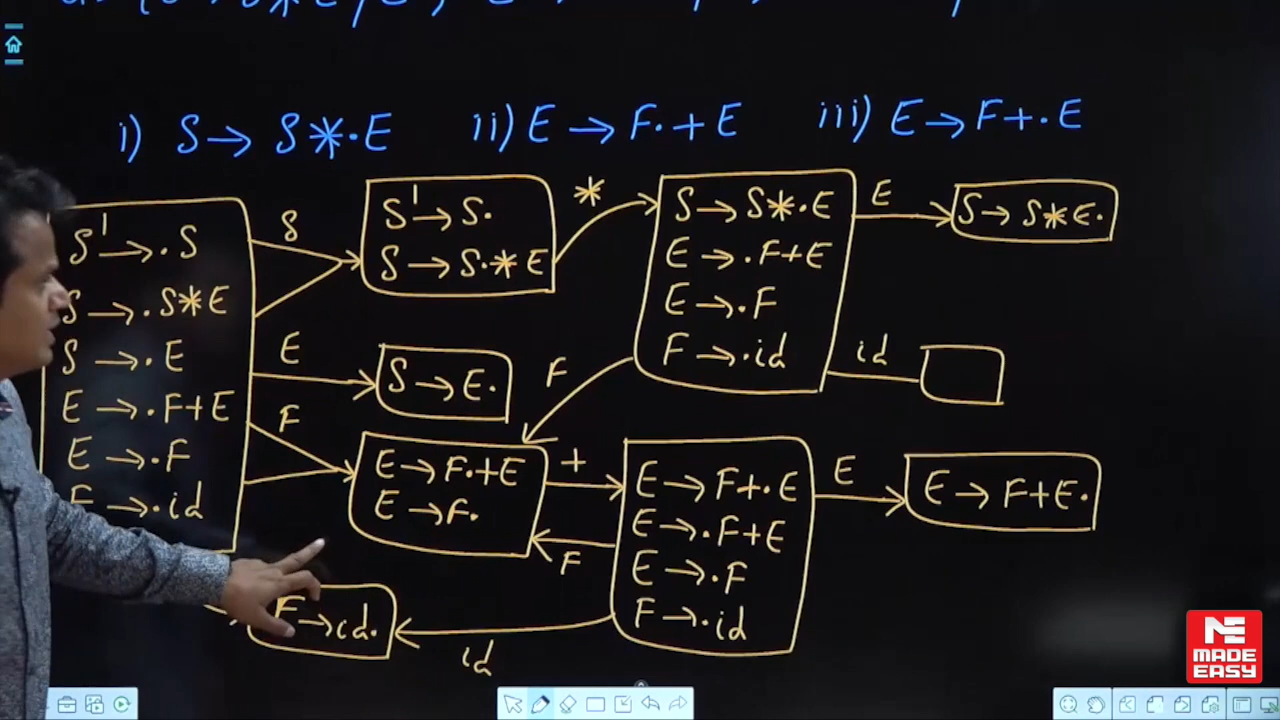 i) S → S*.E ii) E → F.+E iii) E → F+.E
S' → .S
S → .S*E
S → .E
E → .F+E
E → .F
→ .id
S
E
F
S' → S.
S → S.*E
*
S → E.
E → F.+E
E → F.
F → id.
S → S*.E
E → .F+E
E → .F
F → .id
E
S → S*E.
id
F
+
E → F+.E
E → .F+E
E → .F
F → .id
F
id
E
E → F+E.
MADE
EASY